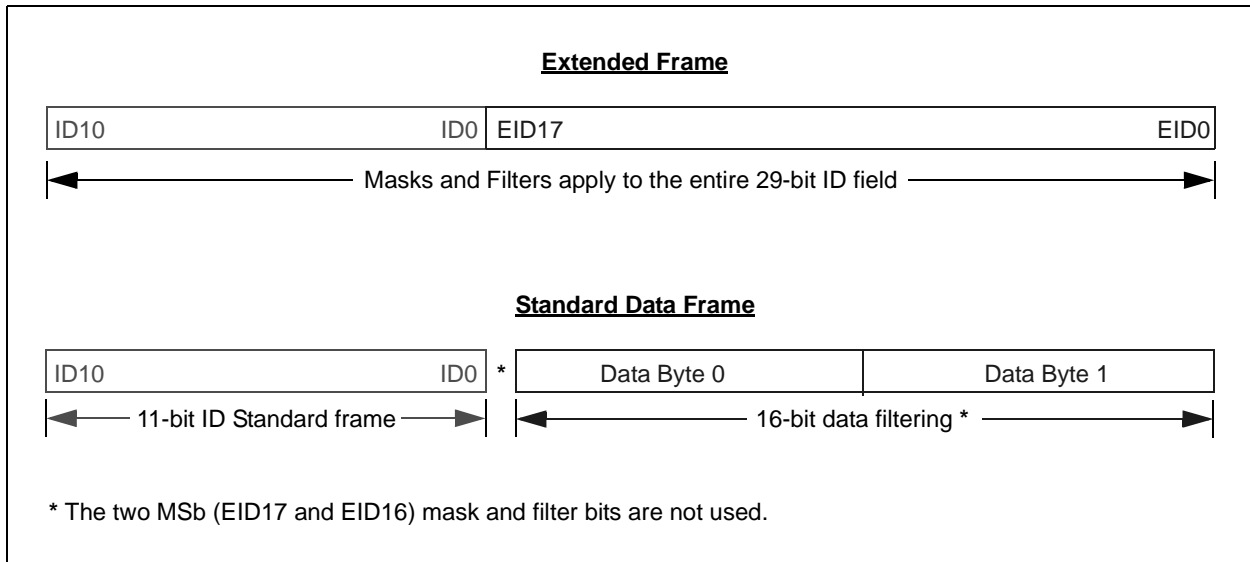 Extended Frame
ID10 ID0 EID17 EID0
Masks and Filters apply to the entire 29-bit ID field
Standard Data Frame
ID10 ID0 * Data Byte 0 Data Byte 1
11-bit ID Standard frame 16-bit data filtering *
* The two MSb (EID17 and EID16) mask and filter bits are not used.